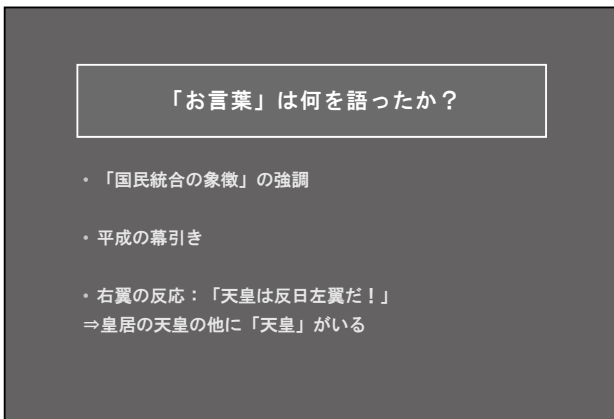 「お言葉」は何を語ったか？
・「国民統合の象徴」の強調
・平成の幕引き
・右翼の反応：「天皇は反日左翼だ！」
⇒皇居の天皇の他に「天皇」がいる